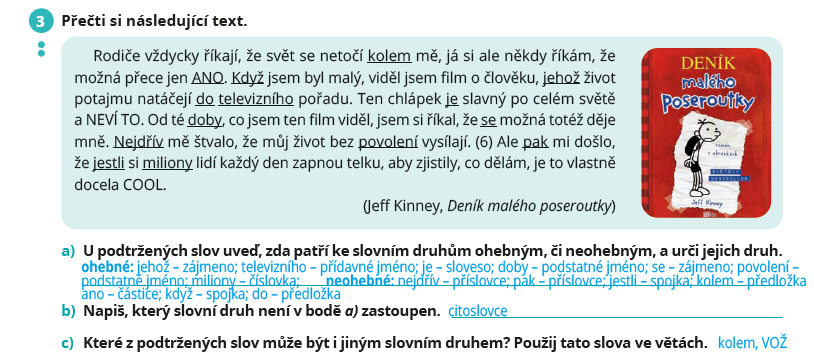 3 Přečti si následující text.
Rodiče vždycky říkají, že svět se netočí kolem mě, já si ale někdy říkám, že
možná přece jen ANO. Když jsem byl malý, viděl jsem film o člověku, jehož život
potajmu natáčejí do televizního pořadu. Ten chlápek je slavný po celém světě
a NEVÍ TO. Od té doby, co jsem ten film viděl, jsem si říkal, že se možná totéž děje
mně. Nejdřív mě štvalo, že můj život bez povolení vysílají. (6) Ale pak mi došlo,
že jestli si miliony lidí každý den zapnou telku, aby zjistily, co dělám, je to vlastně
docela COOL.
(Jeff Kinney, Deník malého poseroutky)
DENÍK
malého
Poseroutky
román
v obrázkách
SVĚTOVÝ
BESTSELLER
Jeff Kinney
a) U podtržených slov uveď, zda patří ke slovním druhům ohebným, či neohebným, a urči jejich druh.
ohebné: jehož – zájmeno; televizního – přídavné jméno; je – sloveso; doby – podstatné jméno; se – zájmeno; povolení –
podstatné jméno; miliony – číslovka; neohebné: nejdřív – příslovce; pak – příslovce; jestli – spojka; kolem – předložka
ano – částice; když – spojka; do – předložka
b) Napiš, který slovní druh není v bodě a) zastoupen. citoslovce
c) Které z podtržených slov může být i jiným slovním druhem? Použij tato slova ve větách. kolem, VOŽ